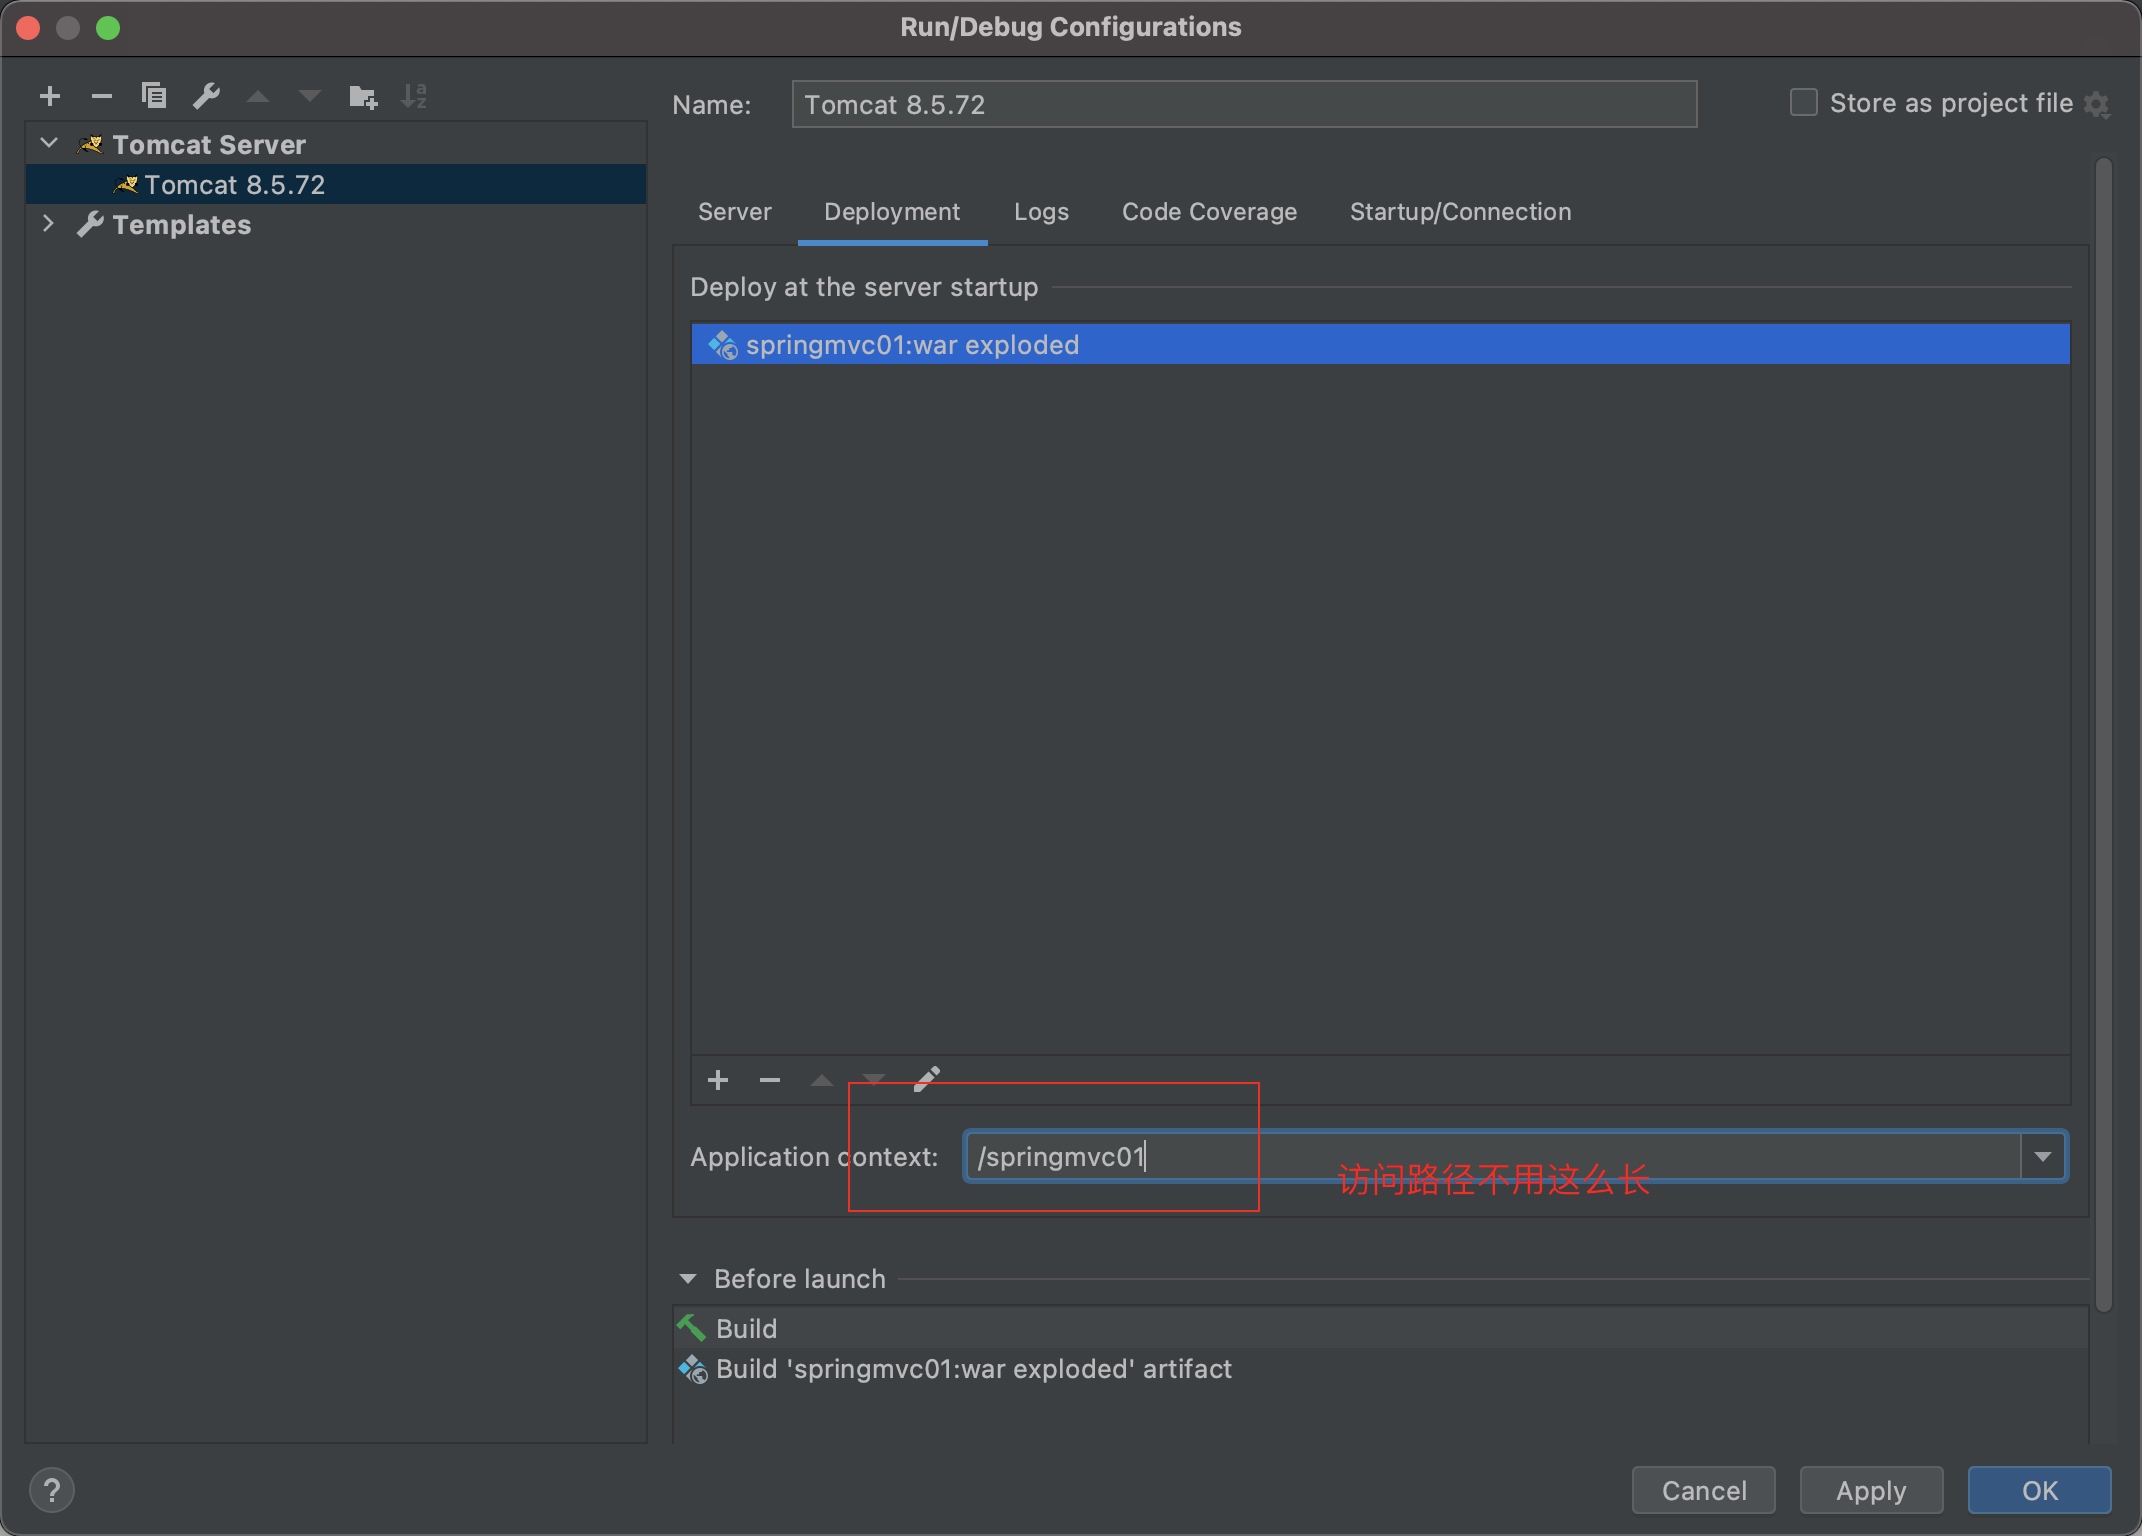 Run/Debug Configurations
Tomcat Server
Tomcat 8.5.72
Templates
Name:
Tomcat 8.5.72
Store as project file
Server
Deployment
Logs
Code Coverage
Startup/Connection
Deploy at the server startup
springmvc01:war exploded
Application context:
/springmvc01
访问路径不用这么长
Before launch
Build
Build 'springmvc01:war exploded' artifact
?
Cancel
Apply
OK